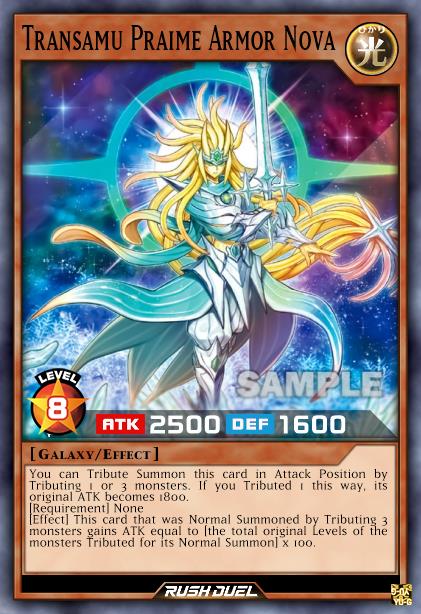 Transamu Praime Armor Nova
ひかり
光
SAMPLE
LEVEL
8
ATK 2500 DEF 1600
[ Galaxy/Effect ]
You can Tribute Summon this card in Attack Position by
Tributing 1 or 3 monsters. If you Tributed 1 this way, its
original ATK becomes 1800.
[Requirement] None
[Effect] This card that was Normal Summoned by Tributing 3
monsters gains ATK equal to [the total original Levels of the
monsters Tributed for its Normal Summon] x 100.
RUSH DUEL